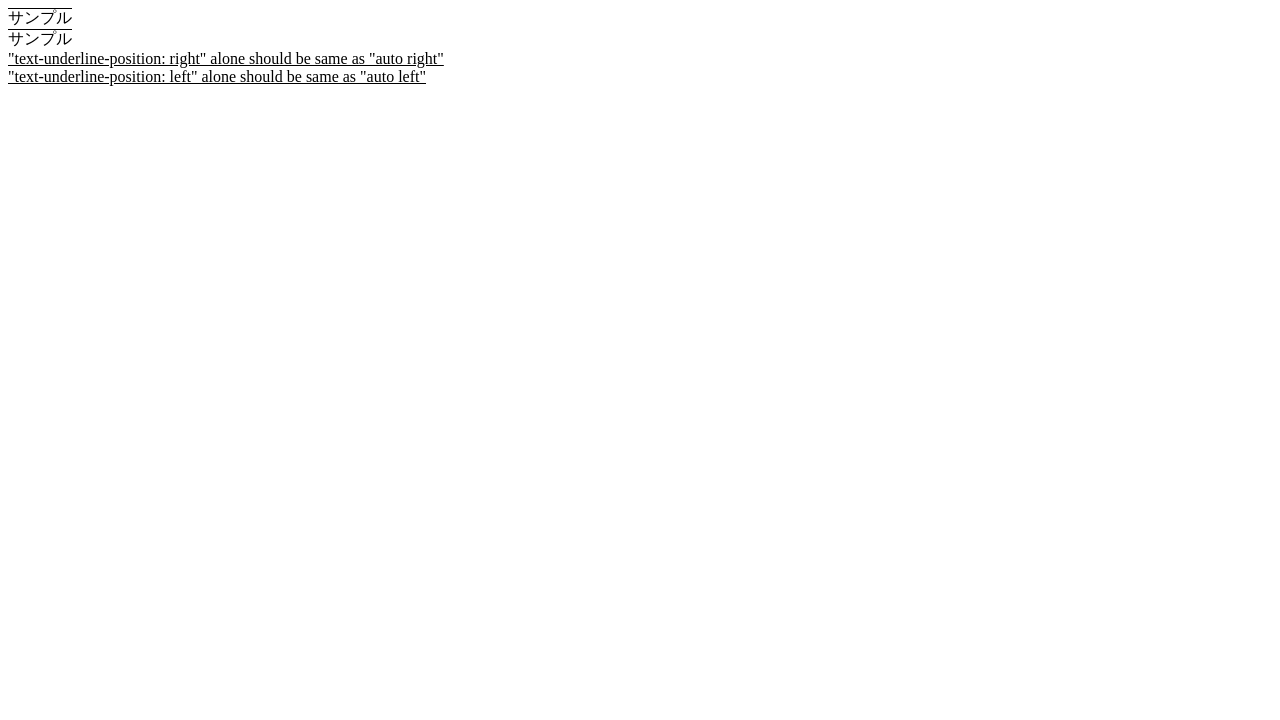 サンプル
サンプル
"text-underline-position: right" alone should be same as "auto right"
"text-underline-position: left" alone should be same as "auto left"